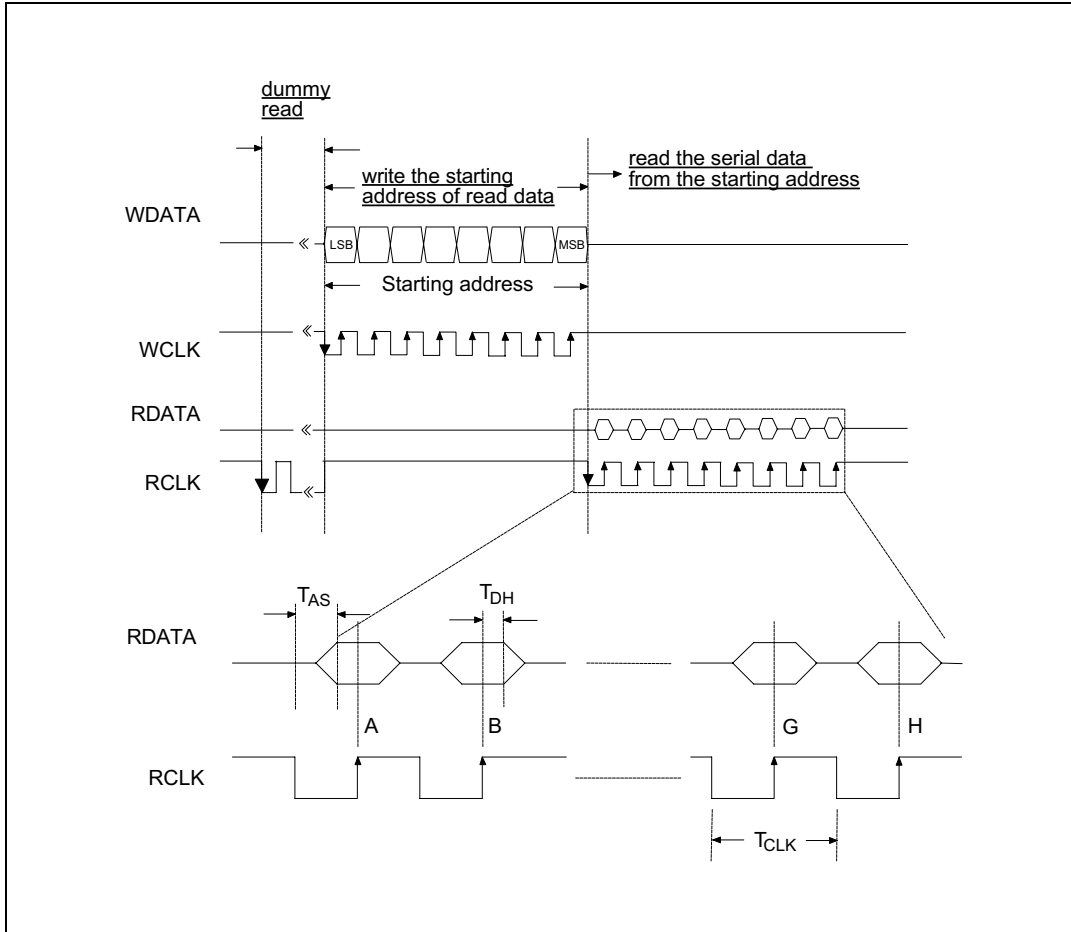 dummy
read
write the starting
address of read data
read the serial data
from the starting address
WDATA
LSB
MSB
Starting address
WCLK
RDATA
RCLK
TAS
TDH
RDATA
A
B
G
H
RCLK
TCLK